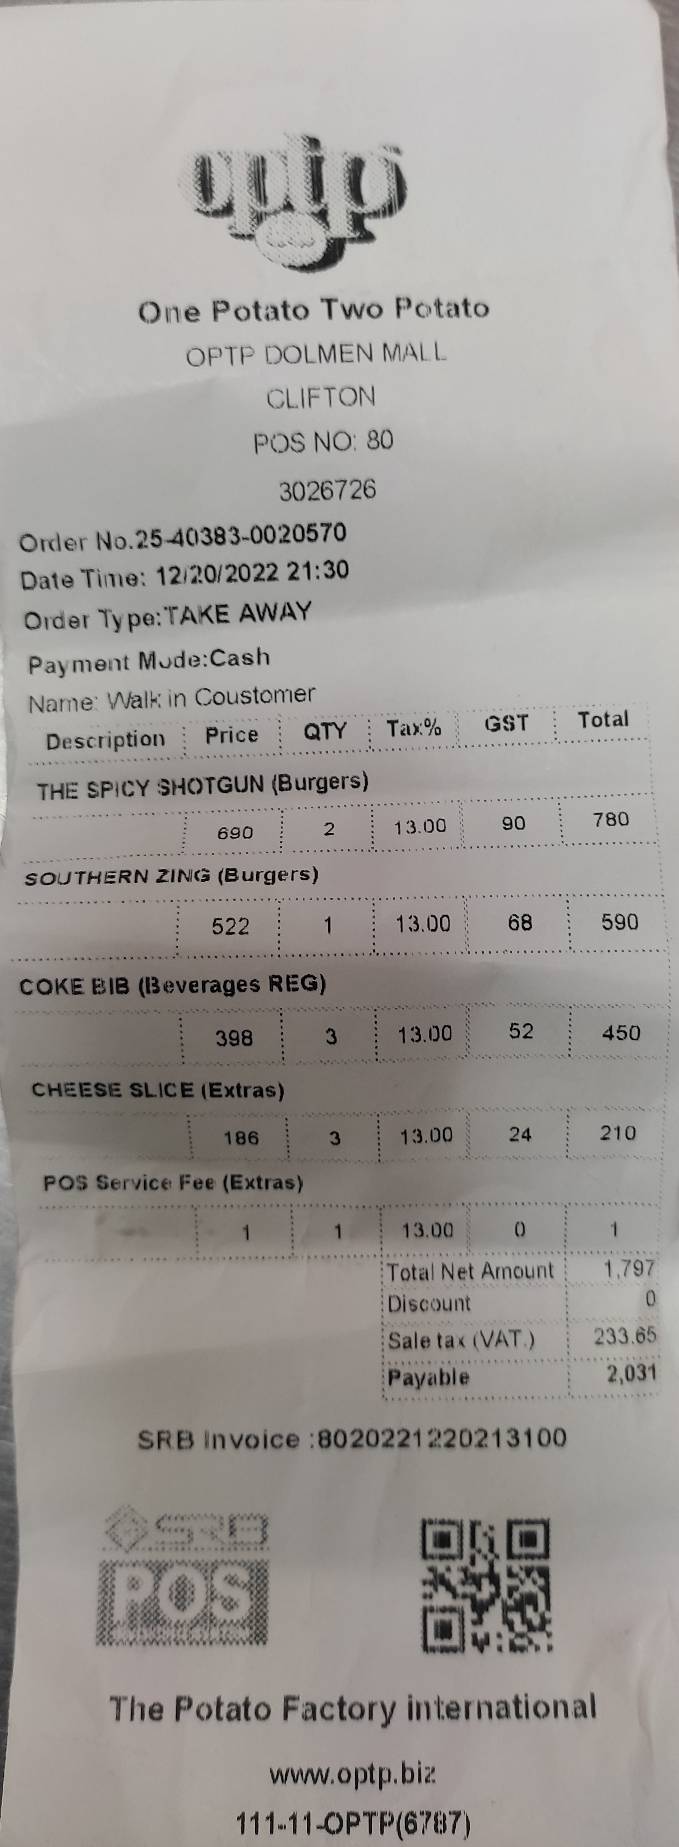 optp
One Potato Two Potato
OPTP DOLMEN MALL
CLIFTON
POS NO: 80
3026726
Order No.25-40383-0020570
Date Time: 12/20/2022 21:30
Order Type:TAKE AWAY
Payment Mode:Cash
Name: Walk in Coustomer
Description Price QTY Tax% GST Total
THE SPICY SHOTGUN (Burgers)
690 2 13.00 90 780
SOUTHERN ZING (Burgers)
522 1 13.00 68 590
COKE BIB (Beverages REG)
398 3 13.00 52 450
CHEESE SLICE (Extras)
186 3 13.00 24 210
POS Service Fee (Extras)
1 1 13.00 0 1
Total Net Amount 1,797
Discount 0
Sale tax (VAT.) 233.65
Payable 2,031
SRB Invoice :8020221220213100
SRB
POS
The Potato Factory international
www.optp.biz
111-11-OPTP(6787)